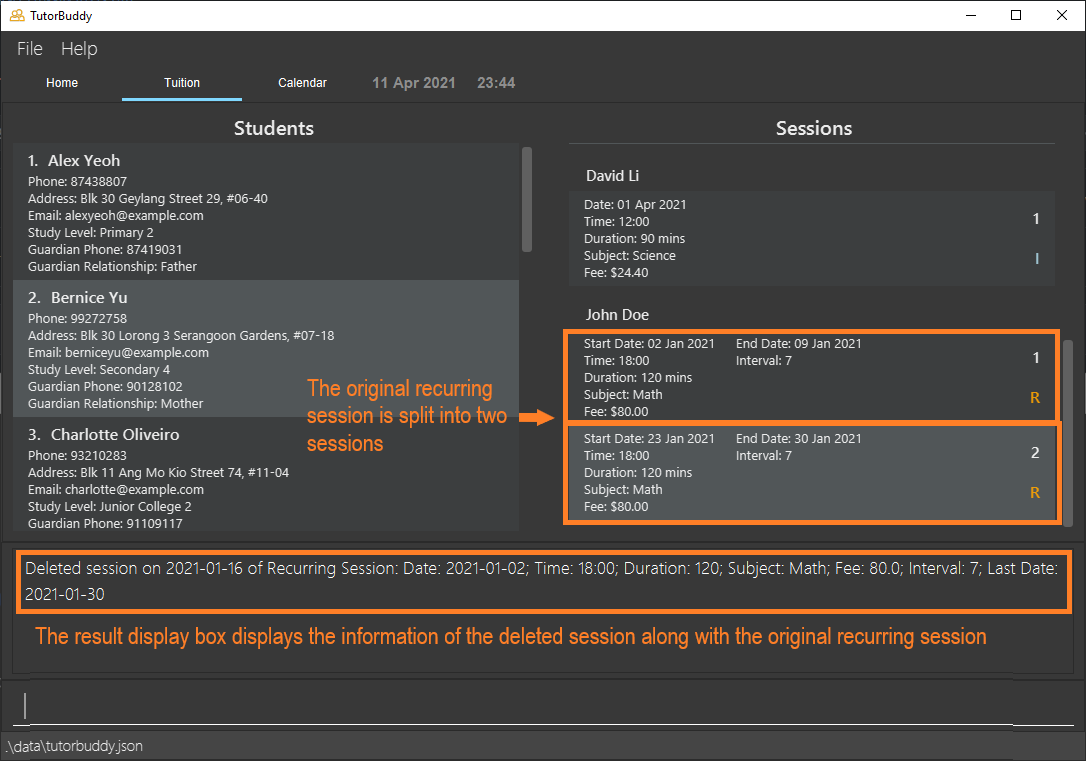 TutorBuddy
File Help
Home Tuition Calendar 11 Apr 2021 23:44
Students
1. Alex Yeoh
Phone: 87438807
Address: Blk 30 Geylang Street 29, #06-40
Email: alexyeoh@example.com
Study Level: Primary 2
Guardian Phone: 87419031
Guardian Relationship: Father
2. Bernice Yu
Phone: 99272758
Address: Blk 30 Lorong 3 Serangoon Gardens, #07-18
Email: berniceyu@example.com
Study Level: Secondary 4
Guardian Phone: 90128102
Guardian Relationship: Mother
3. Charlotte Oliveiro
Phone: 93210283
Address: Blk 11 Ang Mo Kio Street 74, #11-04
Email: charlotte@example.com
Study Level: Junior College 2
Guardian Phone: 91109117
The original recurring
session is split into two
sessions
Sessions
David Li
Date: 01 Apr 2021
Time: 12:00
Duration: 90 mins
Subject: Science
Fee: $24.40
1
I
John Doe
Start Date: 02 Jan 2021 End Date: 09 Jan 2021
Time: 18:00 Interval: 7
Duration: 120 mins
Subject: Math
Fee: $80.00
1
R
Start Date: 23 Jan 2021 End Date: 30 Jan 2021
Time: 18:00 Interval: 7
Duration: 120 mins
Subject: Math
Fee: $80.00
2
R
Deleted session on 2021-01-16 of Recurring Session: Date: 2021-01-02; Time: 18:00; Duration: 120; Subject: Math; Fee: 80.0; Interval: 7; Last Date:
2021-01-30
The result display box displays the information of the deleted session along with the original recurring session
.\data\tutorbuddy.json